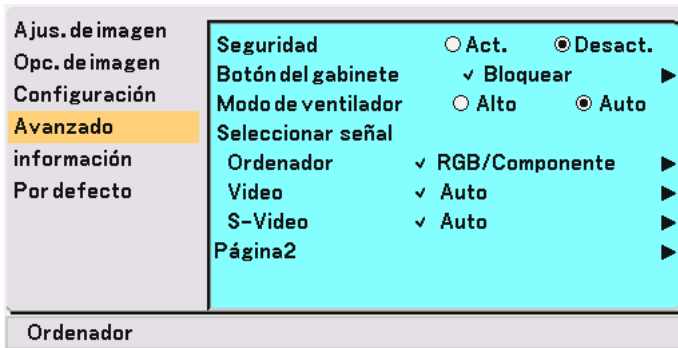 Ajus. de imagen
Opc. de imagen
Configuración
Avanzado
información
Por defecto
Seguridad Act. Desact.
Botón del gabinete Bloquear
Modo de ventilador Alto Auto
Seleccionar señal
Ordenador RGB/Componente
Video Auto
S-Video Auto
Página2
Ordenador